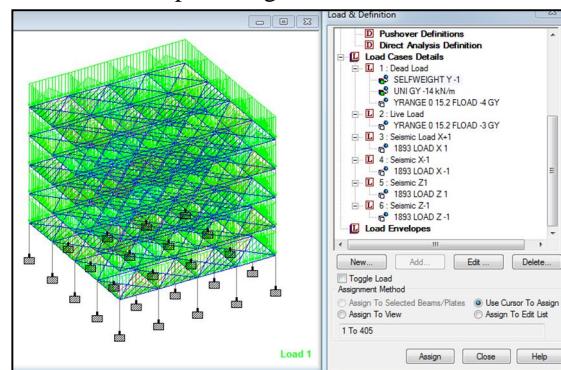 Load & Definition
D Pushover Definitions
D Direct Analysis Definition
L Load Cases Details
L 1 : Dead Load
SELFWEIGHT Y -1
UNI GY -14 kN/m
YRANGE 0 15.2 FLOAD -4 GY
L 2 : Live Load
YRANGE 0 15.2 FLOAD -3 GY
L 3 : Seismic Load X+1
1893 LOAD X 1
L 4 : Seismic X-1
1893 LOAD X -1
L 5 : Seismic Z1
1893 LOAD Z 1
L 6 : Seismic Z-1
1893 LOAD Z -1
L Load Envelopes
New... Add... Edit ... Delete...
Toggle Load
Assignment Method
Assign To Selected Beams/Plates Use Cursor To Assign
Assign To View Assign To Edit List
1 To 405
Load 1
Assign Close Help